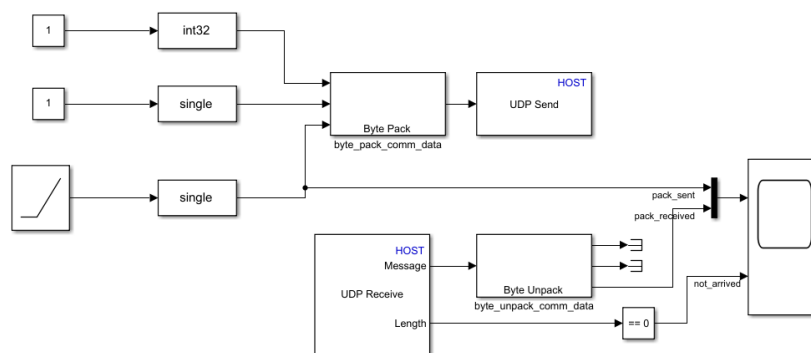 1
int32
1
single
HOST
UDP Send
Byte Pack
byte_pack_comm_data
single
pack_sent
pack_received
HOST
Message
UDP Receive
Length
Byte Unpack
byte_unpack_comm_data
== 0
not_arrived